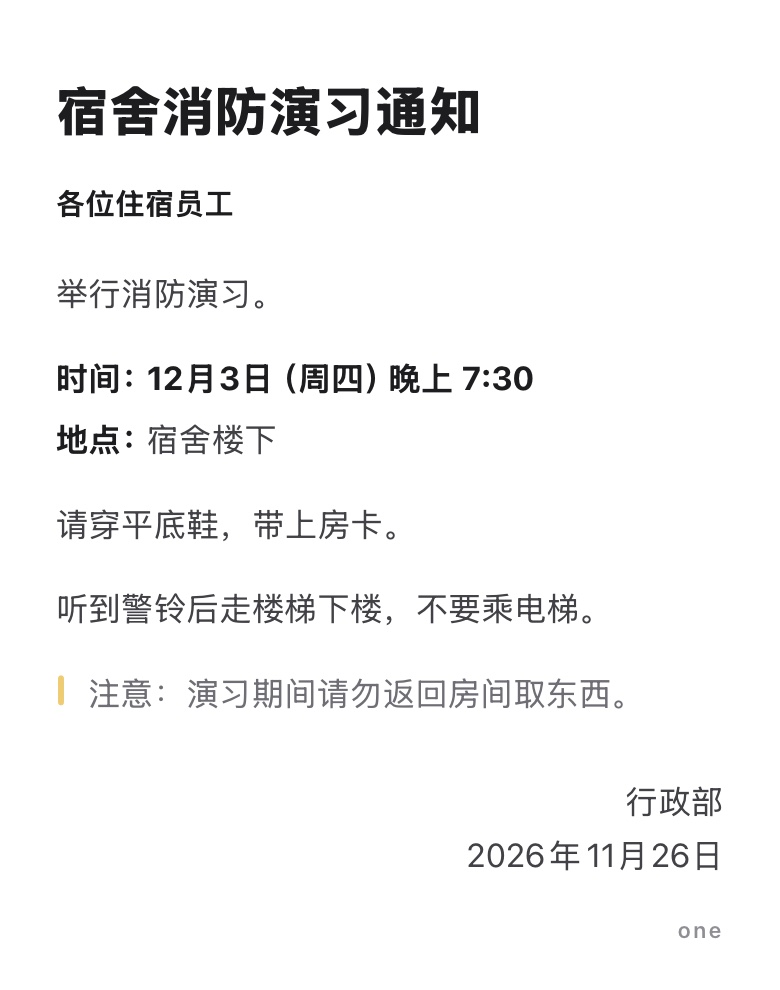 宿舍消防演习通知
各位住宿员工
举行消防演习。
时间：12月3日（周四）晚上 7:30
地点：宿舍楼下
请穿平底鞋，带上房卡。
听到警铃后走楼梯下楼，不要乘电梯。
注意：演习期间请勿返回房间取东西。
行政部
2026年11月26日
one